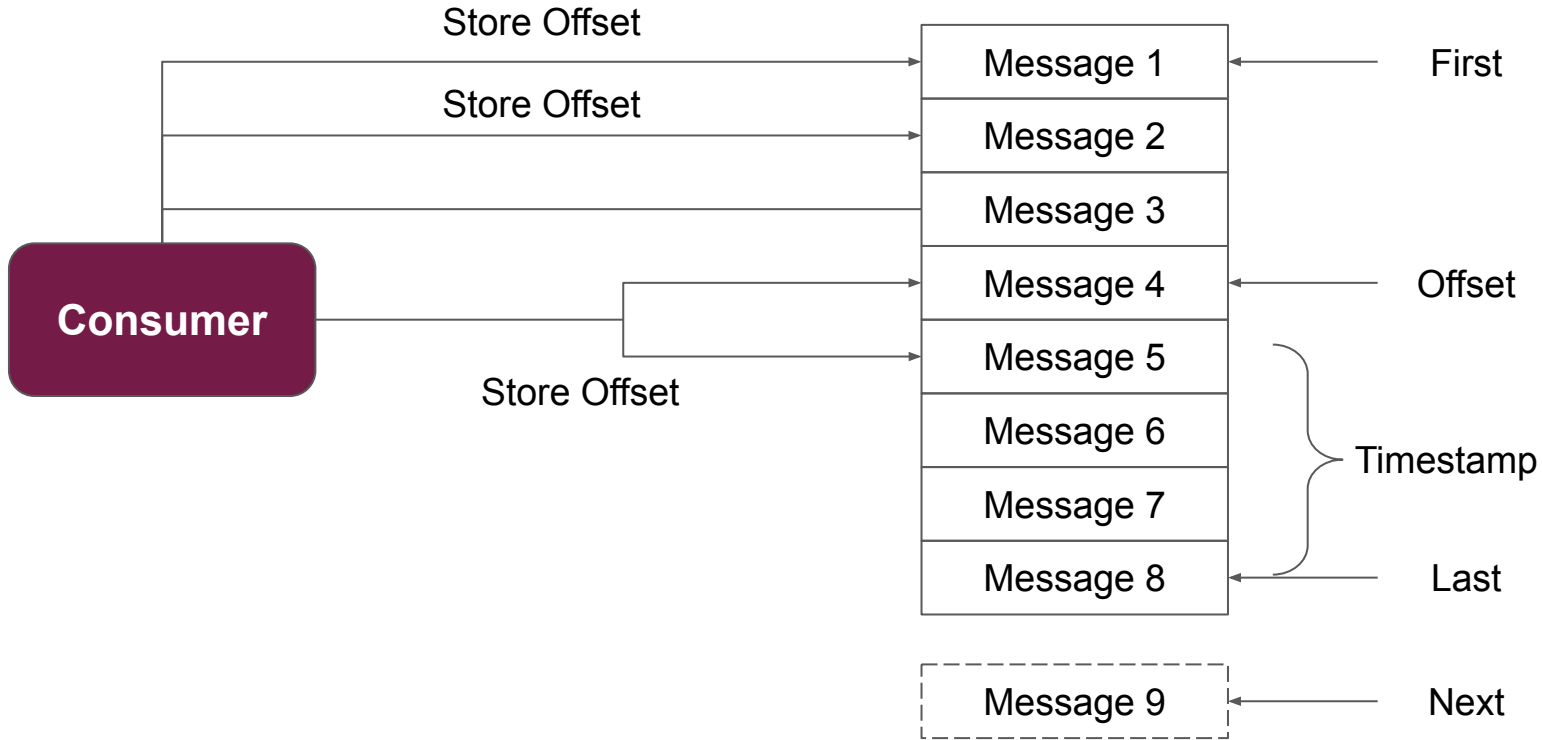 Store Offset
Message 1
First
Store Offset
Message 2
Message 3
Consumer
Message 4
Offset
Message 5
Store Offset
Message 6
Timestamp
Message 7
Message 8
Last
Message 9
Next